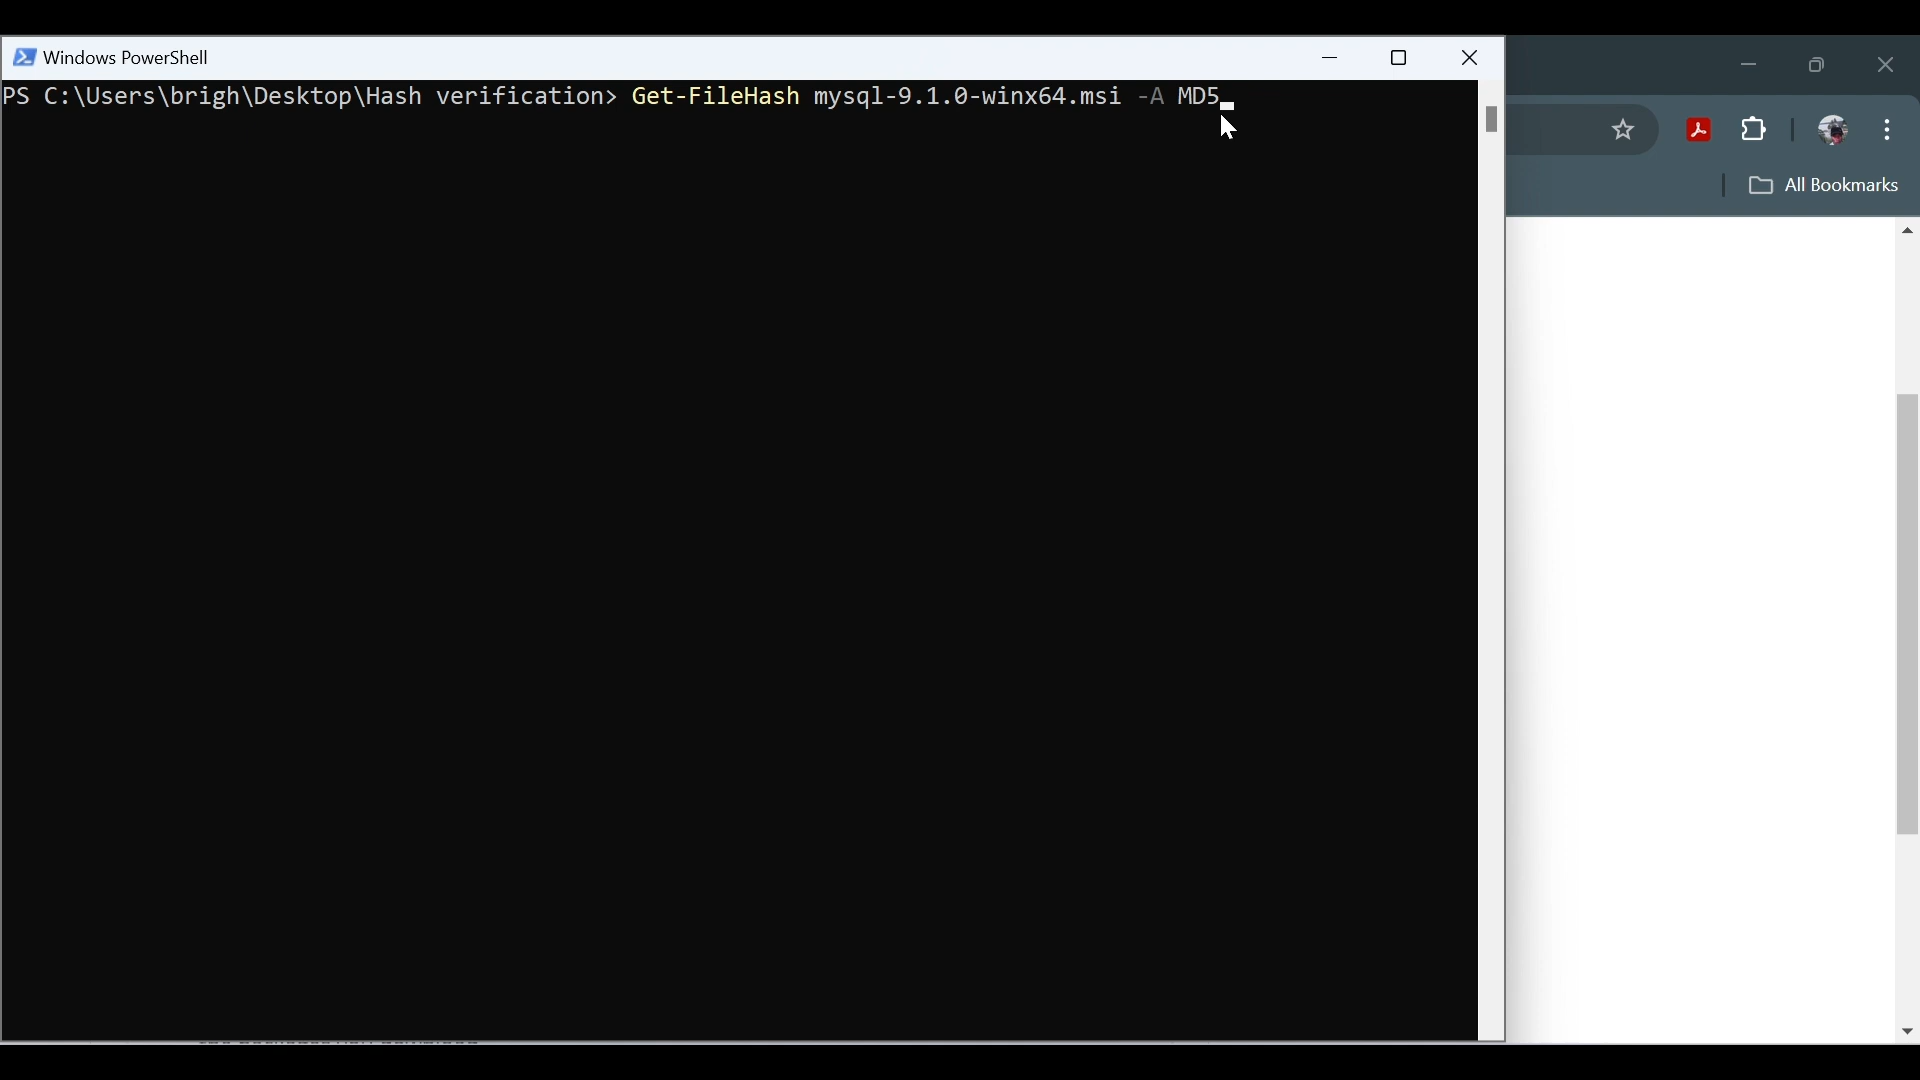 Windows PowerShell
PS C:\Users\brigh\Desktop\Hash verification> Get-FileHash mysql-9.1.0-winx64.msi -A MD5
All Bookmarks